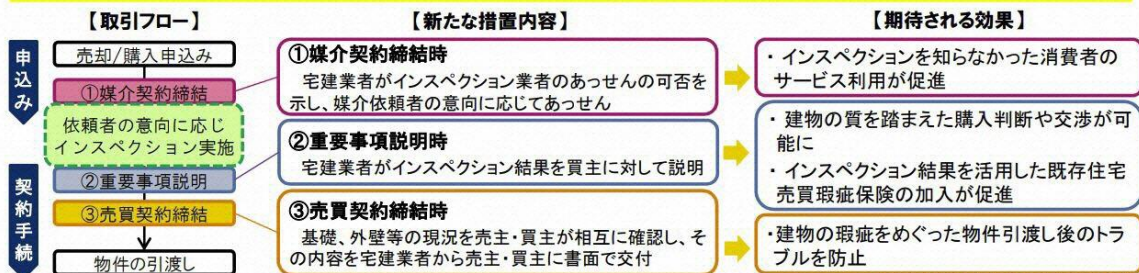 【取引フロー】
【新たな措置内容】
【期待される効果】
申込み
売却/購入申込み
①媒介契約締結
依頼者の意向に応じ
インスペクション実施
契約手続
②重要事項説明
③売買契約締結
物件の引渡し
①媒介契約締結時
宅建業者がインスペクション業者のあっせんの可否を
示し、媒介依頼者の意向に応じてあっせん
②重要事項説明時
宅建業者がインスペクション結果を買主に対して説明
③売買契約締結時
基礎、外壁等の現況を売主・買主が相互に確認し、そ
の内容を宅建業者から売主・買主に書面で交付
・インスペクションを知らなかった消費者の
サービス利用が促進
・建物の質を踏まえた購入判断や交渉が可
能に
・インスペクション結果を活用した既存住宅
売買瑕疵保険の加入が促進
・建物の瑕疵をめぐった物件引渡し後のトラ
ブルを防止